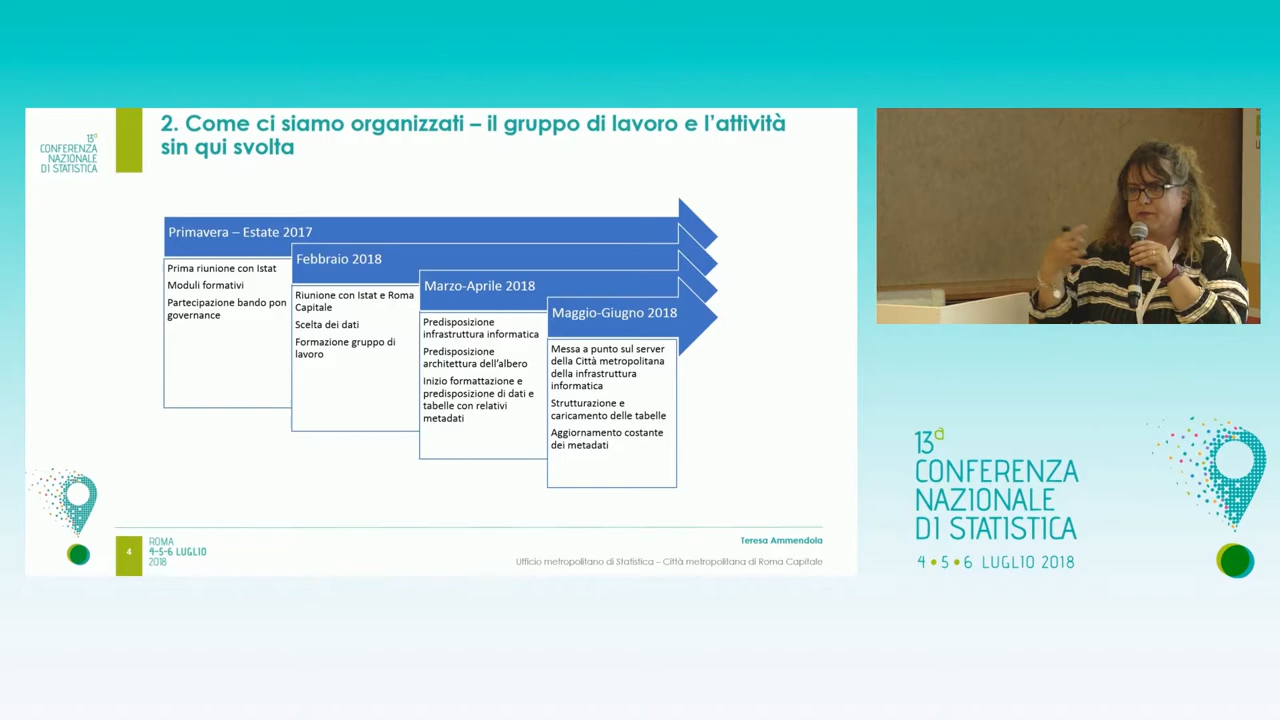 13a
CONFERENZA
NAZIONALE
DI STATISTICA
2. Come ci siamo organizzati – il gruppo di lavoro e l'attività
sin qui svolta
Primavera – Estate 2017
Prima riunione con Istat
Moduli formativi
Partecipazione bando pon
governance
Febbraio 2018
Riunione con Istat e Roma
Capitale
Scelta dei dati
Formazione gruppo di
lavoro
Marzo-Aprile 2018
Predisposizione
infrastruttura informatica
Predisposizione
architettura dell'albero
Inizio formattazione e
predisposizione di dati e
tabelle con relativi
metadati
Maggio-Giugno 2018
Messa a punto sul server
della Città metropolitana
della infrastruttura
informatica
Strutturazione e
caricamento delle tabelle
Aggiornamento costante
dei metadati
4
ROMA
4-5-6 LUGLIO
2018
Teresa Ammendola
Ufficio metropolitano di Statistica – Città metropolitana di Roma Capitale
13a
CONFERENZA
NAZIONALE
DI STATISTICA
4 • 5 • 6 LUGLIO 2018